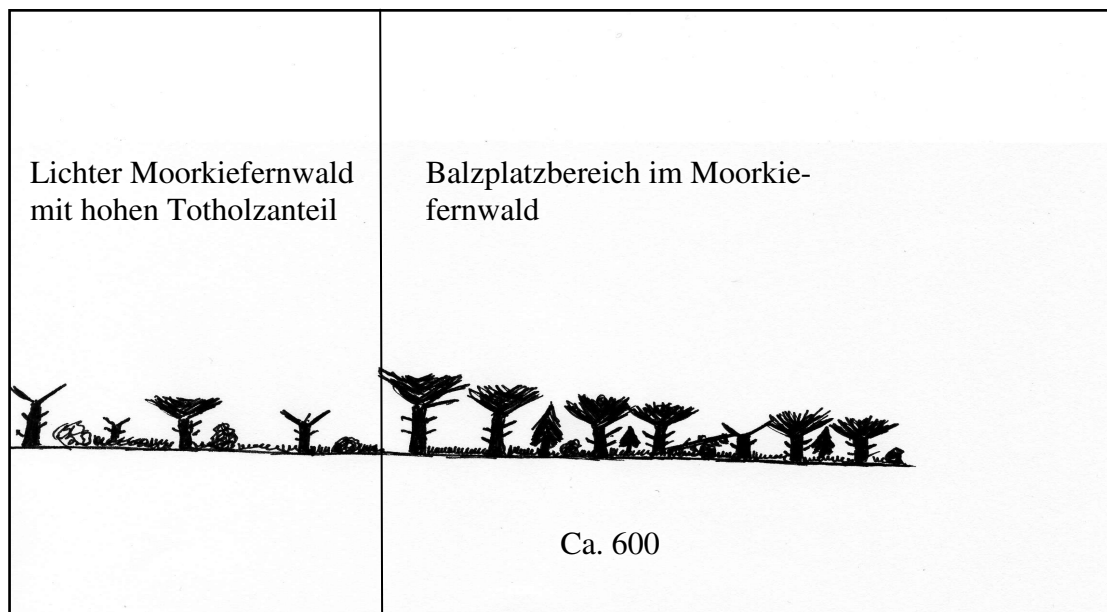 Lichter Moorkiefernwald
mit hohen Totholzanteil
Balzplatzbereich im Moorkie-
fernwald
Ca. 600